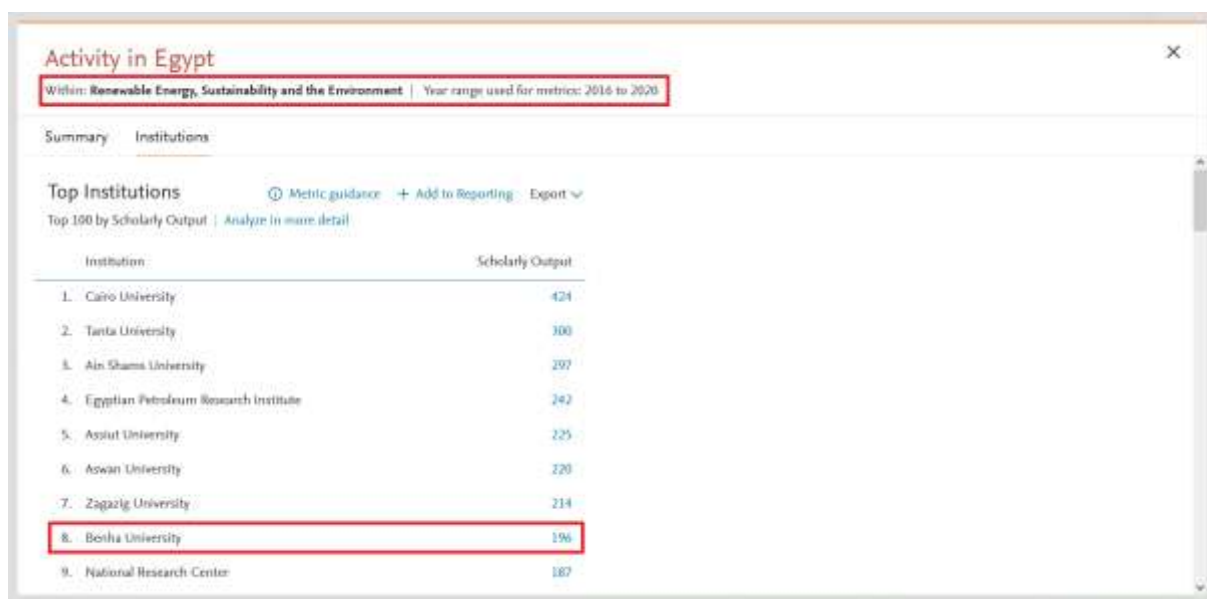 Activity in Egypt
Within: Renewable Energy, Sustainability and the Environment | Year range used for metrics: 2016 to 2020
Summary Institutions
Top Institutions Metric guidance + Add to Reporting Export
Top 100 by Scholarly Output | Analyze in more detail
Institution Scholarly Output
1. Cairo University 424
2. Tanta University 300
3. Ain Shams University 297
4. Egyptian Petroleum Research Institute 242
5. Assiut University 225
6. Aswan University 220
7. Zagazig University 214
8. Benha University 196
9. National Research Center 187